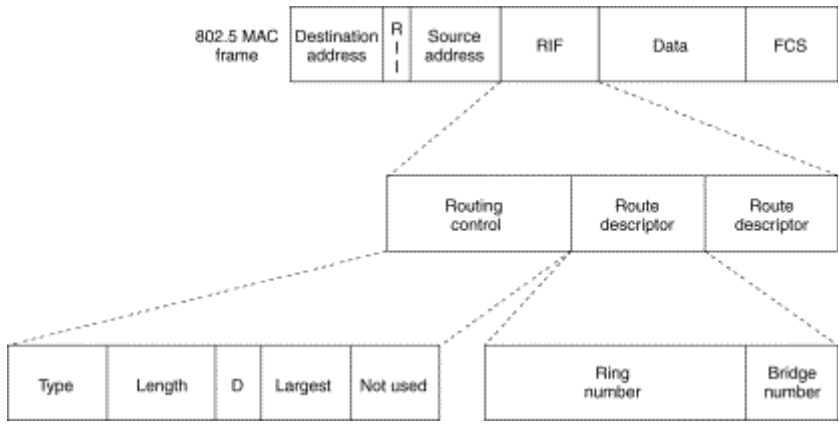 802.5 MAC
frame
Destination
address
R
I
I
Source
address
RIF
Data
FCS
Routing
control
Route
descriptor
Route
descriptor
Type
Length
D
Largest
Not used
Ring
number
Bridge
number